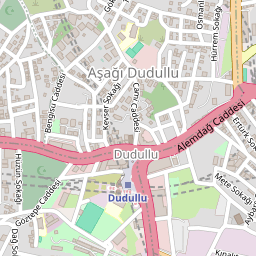 Aşağı Dudullu
Bengisu Caddesi
Kevser Sokağı
Cami Caddesi
Hürrem Sokağı
Osmanlı
Alemdağ Caddesi
Dudullu
Dudullu
Huzun Sokağı
Göztepe Caddesi
Mete Sokağı